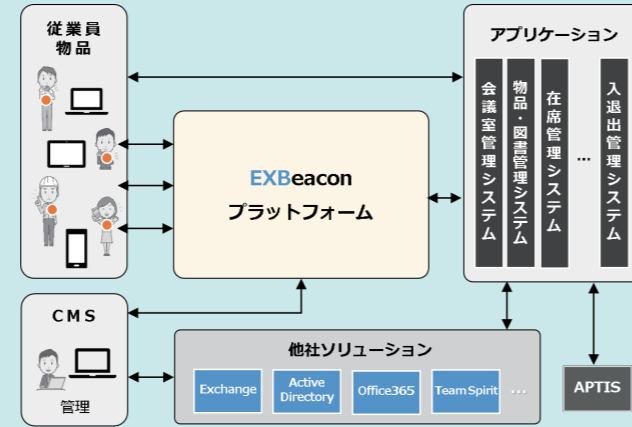 従業員
物品
アプリケーション
会議室管理システム
物品・図書管理システム
在席管理システム
…
入退出管理システム
EXBeacon
プラットフォーム
CMS
管理
他社ソリューション
Exchange
Active
Directory
Office365
TeamSpirit
…
APTIS